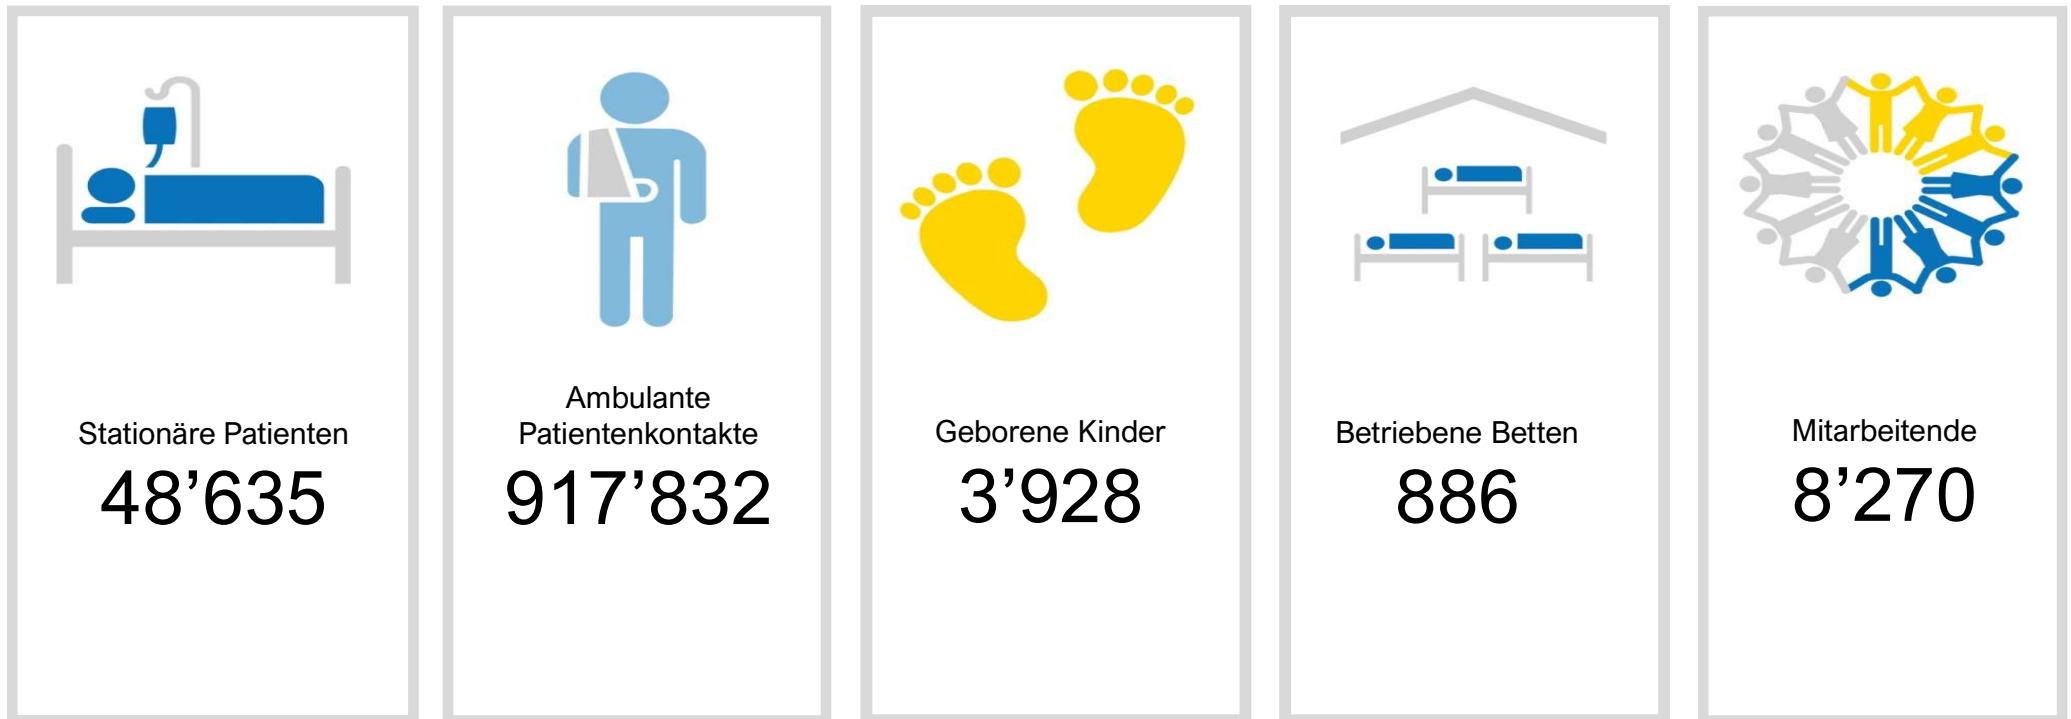 Stationäre Patienten
48’635
Ambulante
Patientenkontakte
917’832
Geborene Kinder
3’928
Betriebene Betten
886
Mitarbeitende
8’270